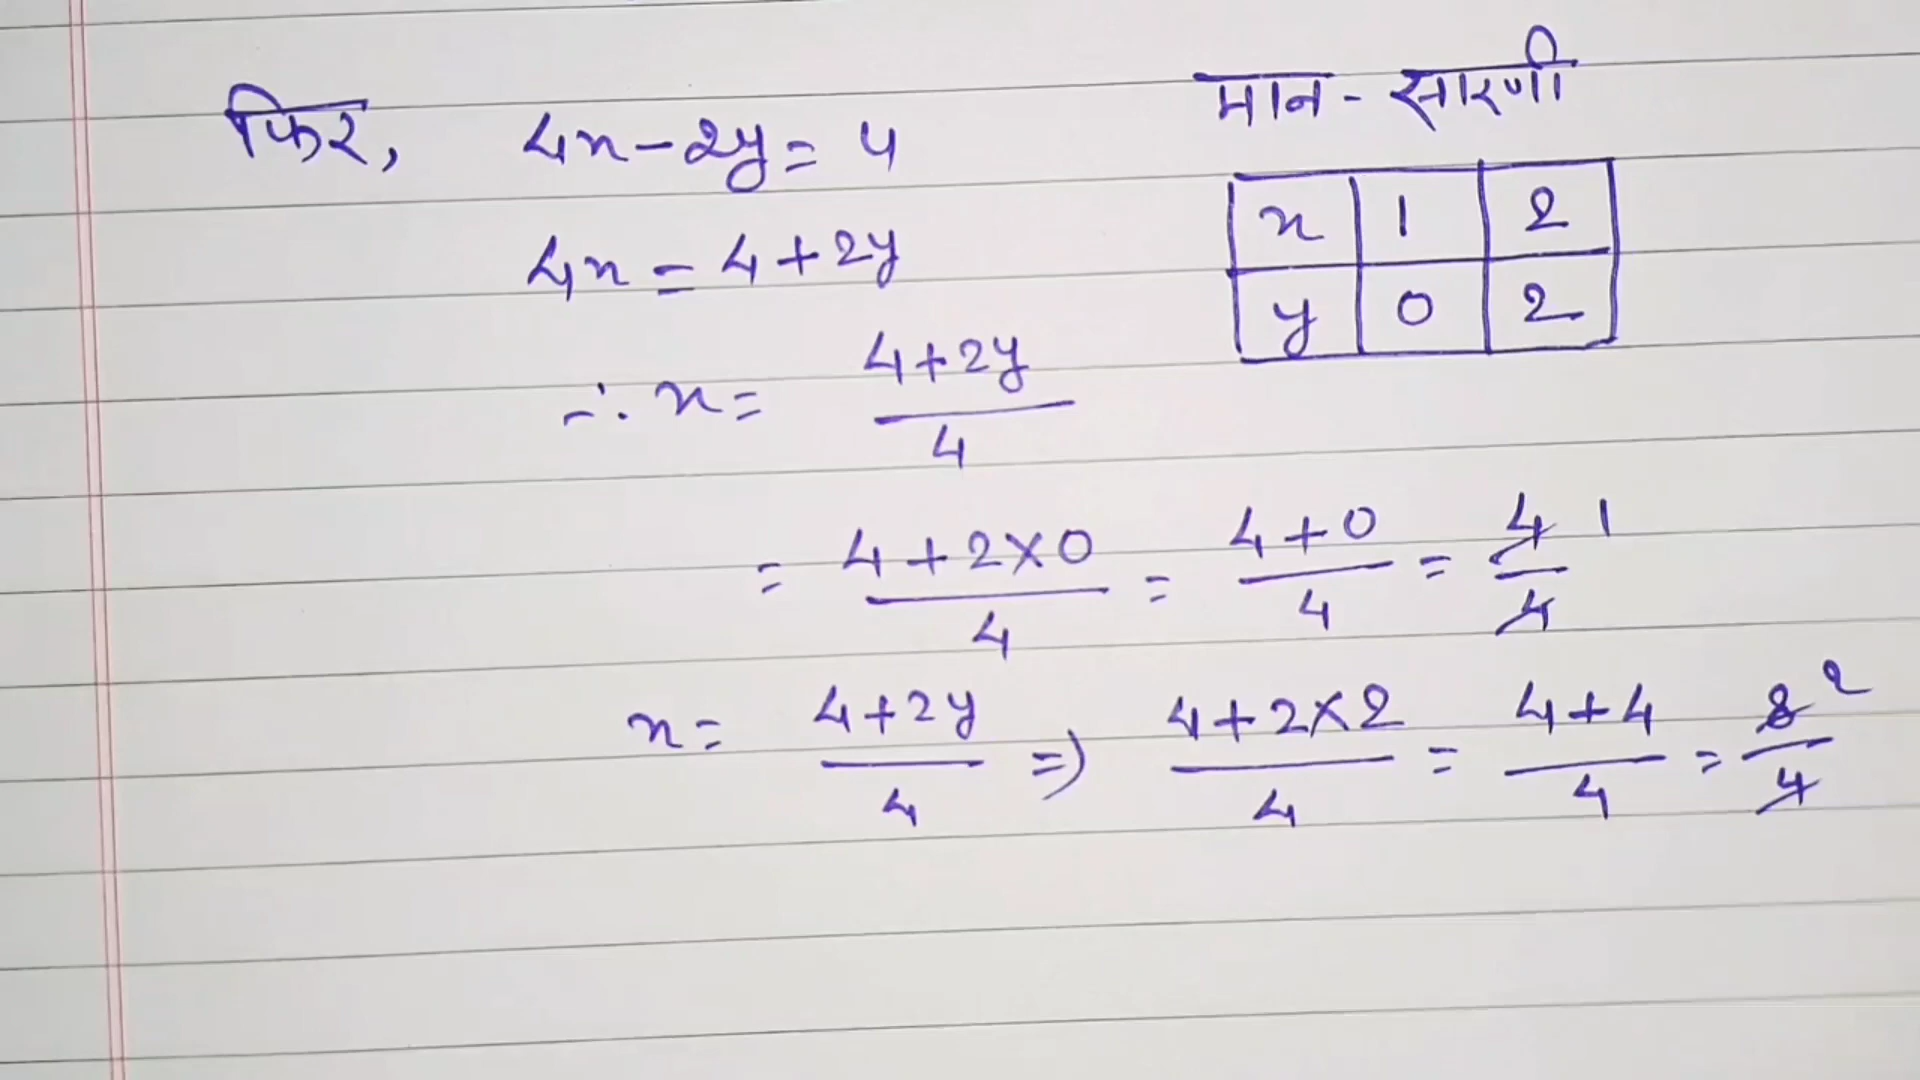 फिर, 4x-2y=4
4x=4+2y
∴ x= 4+2y/4
= 4+2×0/4 = 4+0/4 = 4/4 1
x= 4+2y/4 ⇒ 4+2×2/4 = 4+4/4 = 8/4 2
मान-सारणी
x 1 2
y 0 2